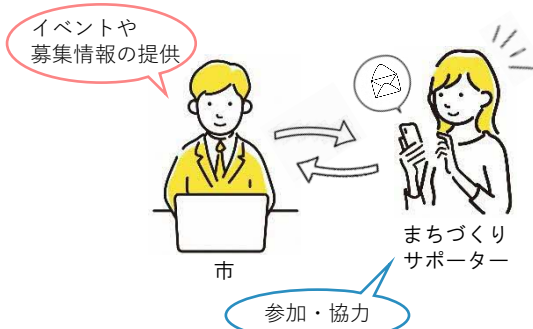 イベントや
募集情報の提供
市
まちづくり
サポーター
参加・協力